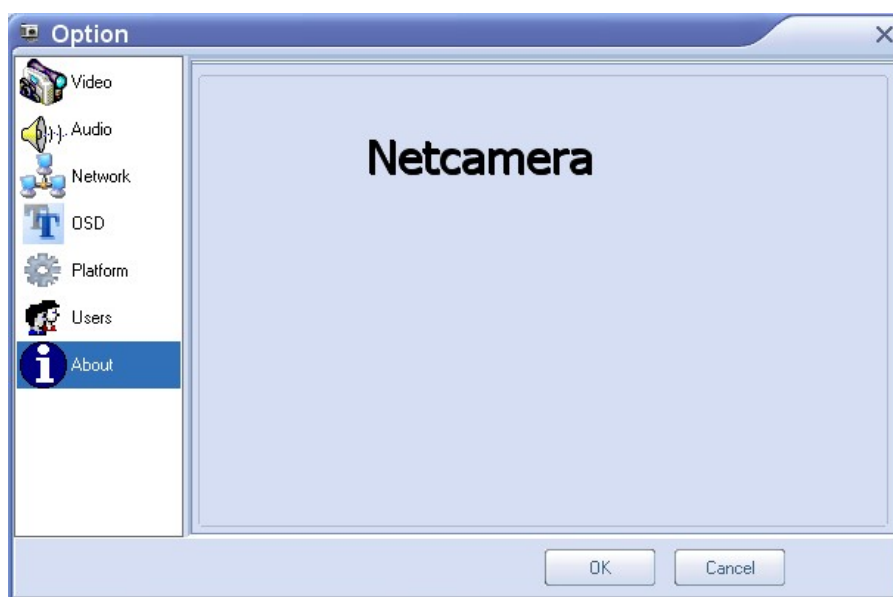 Option
Video
Audio
Network
OSD
Platform
Users
About
Netcamera
OK
Cancel